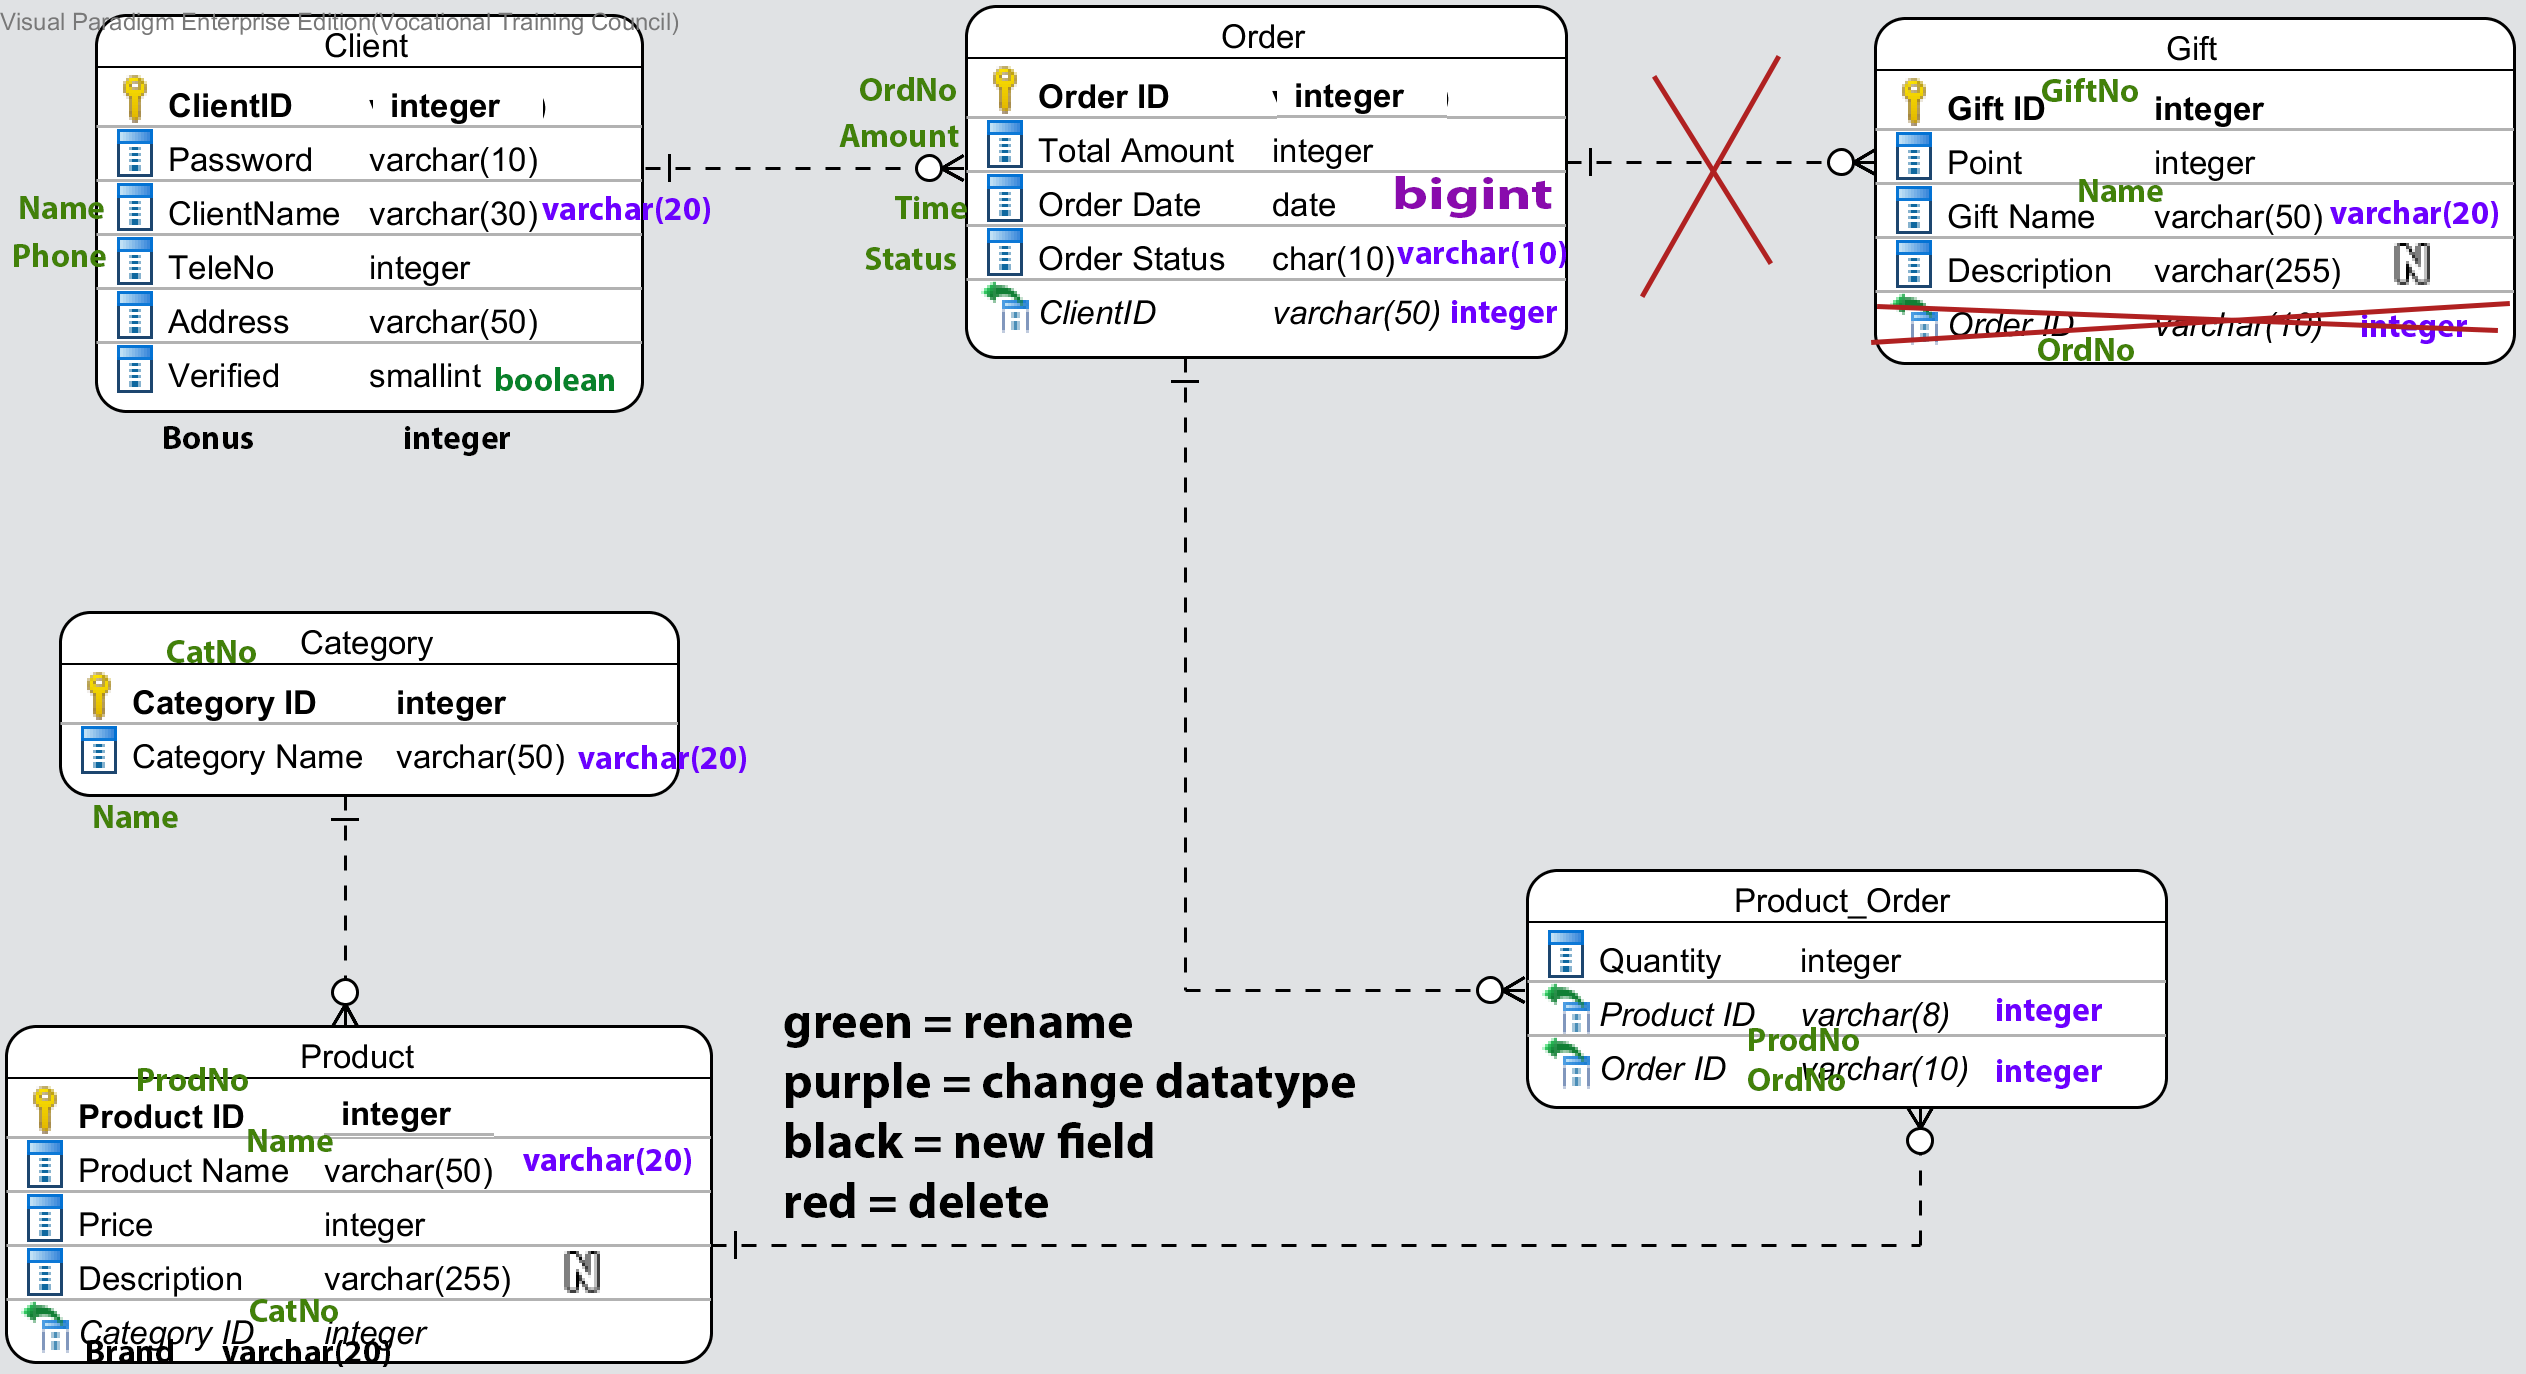 Visual Paradigm Enterprise Edition(Vocational Training Council)
Client
ClientID integer
Password varchar(10)
Name ClientName varchar(30) varchar(20)
Phone TeleNo integer
Address varchar(50)
Verified smallint boolean
Bonus integer
Order
OrdNo Order ID integer
Amount Total Amount integer
Time Order Date date bigint
Status Order Status char(10) varchar(10)
ClientID varchar(50) integer
Gift
Gift ID GiftNo integer
Point integer
Name
Gift Name varchar(50) varchar(20)
Description varchar(255) N
Order ID varchar(10) integer
OrdNo
CatNo Category
Category ID integer
Category Name varchar(50) varchar(20)
Name
Product
ProdNo
Product ID integer
Name
Product Name varchar(50) varchar(20)
Price integer
Description varchar(255) N
CatNo
Category ID integer
Brand varchar(20)
green = rename
purple = change datatype
black = new field
red = delete
Product_Order
Quantity integer
Product ID varchar(8) integer
ProdNo
Order ID varchar(10) integer
OrdNo